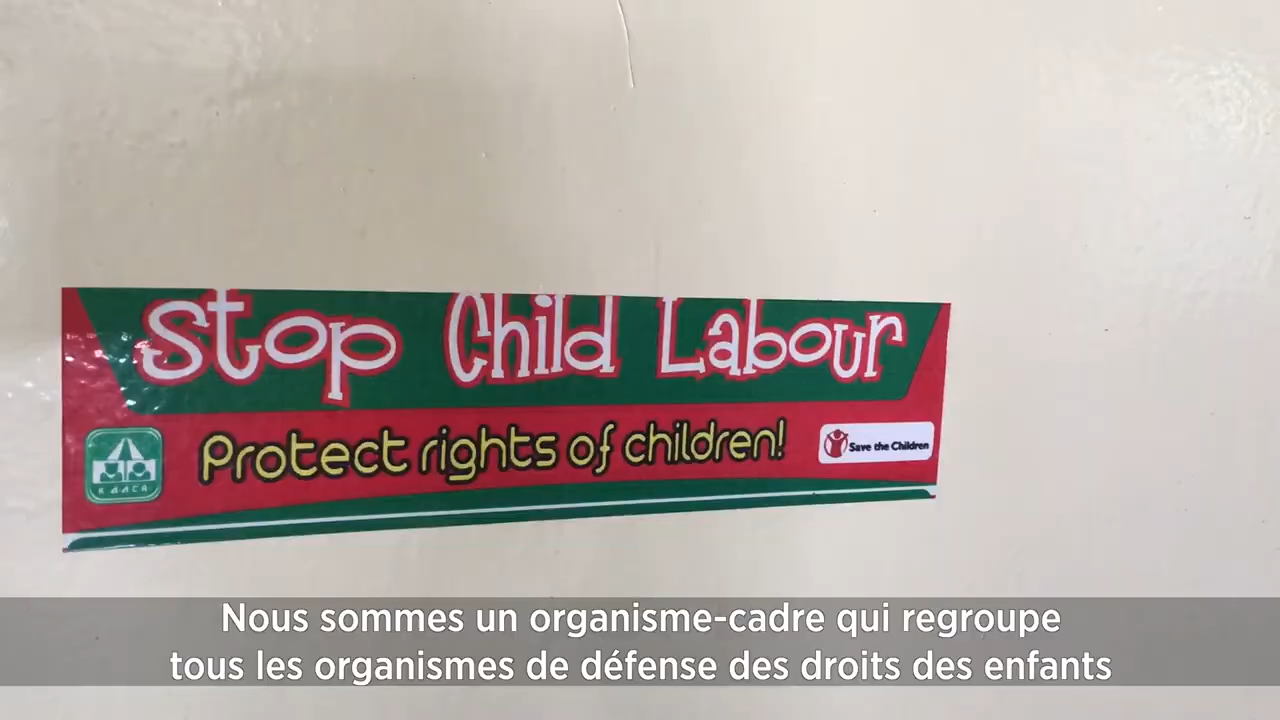 Stop Child Labour
Protect rights of children!
Save the Children
Nous sommes un organisme-cadre qui regroupe
tous les organismes de défense des droits des enfants